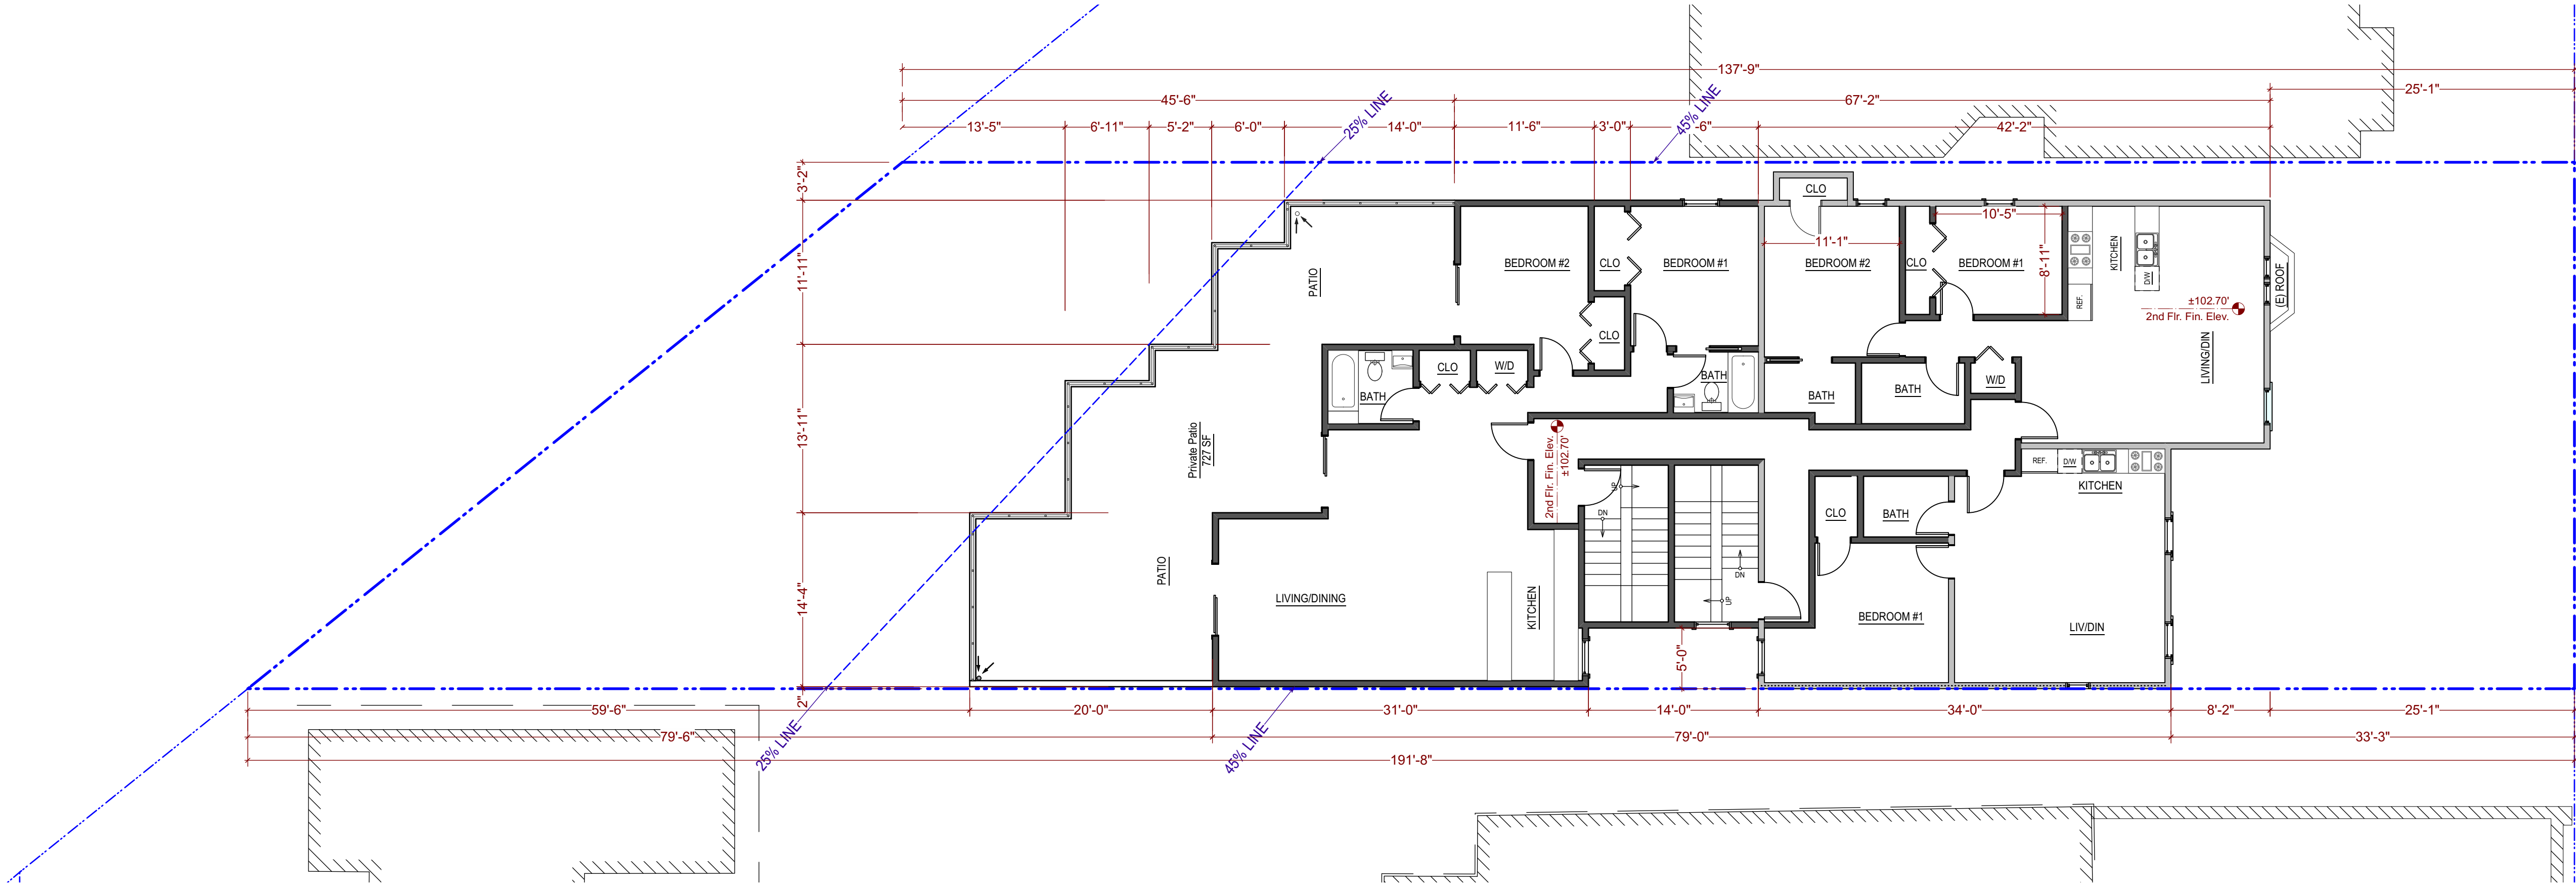 137'-9"
45'-6"
67'-2"
25'-1"
13'-5"
6'-11"
5'-2"
6'-0"
14'-0"
11'-6"
3'-0"
-6"
42'-2"
25% LINE
45% LINE
3'-2"
11'-11"
13'-11"
14'-4"
2"
CLO
10'-5"
11'-1"
8'-11"
BEDROOM #2
CLO
BEDROOM #1
BEDROOM #2
CLO
BEDROOM #1
KITCHEN
D/W
REF.
(E) ROOF
±102.70'
2nd Flr. Fin. Elev.
LIVING/DIN
PATIO
CLO
BATH
CLO
W/D
BATH
BATH
BATH
W/D
Private Patio
727 SF
2nd Flr. Fin. Elev.
±102.70'
REF.
D/W
KITCHEN
UP
DN
CLO
BATH
PATIO
LIVING/DINING
KITCHEN
DN
UP
BEDROOM #1
LIV/DIN
5'-0"
59'-6"
20'-0"
31'-0"
14'-0"
34'-0"
8'-2"
25'-1"
79'-6"
79'-0"
33'-3"
25% LINE
45% LINE
191'-8"